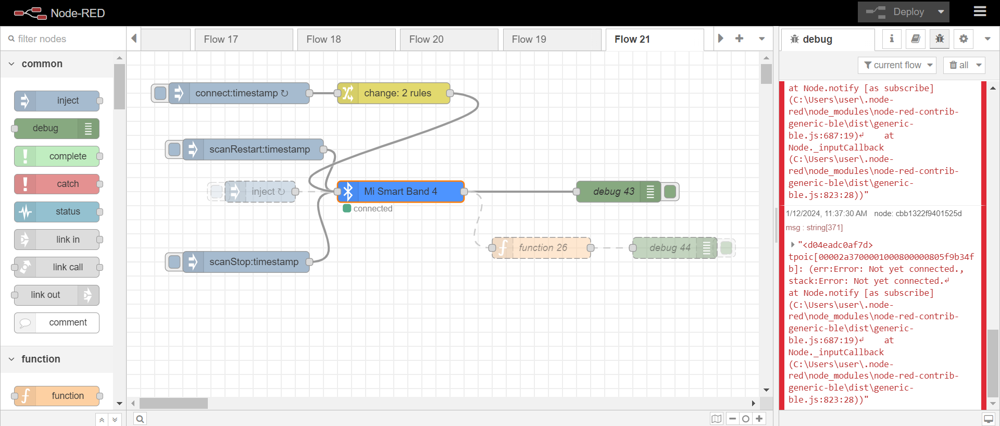 Node-RED
Deploy
filter nodes
Flow 17
Flow 18
Flow 20
Flow 19
Flow 21
debug
common
inject
debug
complete
catch
status
link in
link call
link out
comment
function
function
connect:timestamp ↻
change: 2 rules
scanRestart:timestamp
inject ↻
Mi Smart Band 4
connected
debug 43
function 26
debug 44
scanStop:timestamp
current flow
all
at Node.notify [as subscribe]
(C:\Users\user\.node-
red\node_modules\node-red-contrib-
generic-ble\dist\generic-
ble.js:687:19)↵    at
Node._inputCallback
(C:\Users\user\.node-
red\node_modules\node-red-contrib-
generic-ble\dist\generic-
ble.js:823:28))"
1/12/2024, 11:37:30 AM   node: cbb1322f9401525d
msg : string[371]
"<d04eadc0af7d>
tpoic[00002a3700001000800000805f9b34f
b]: (err:Error: Not yet connected.,
stack:Error: Not yet connected.↵
at Node.notify [as subscribe]
(C:\Users\user\.node-
red\node_modules\node-red-contrib-
generic-ble\dist\generic-
ble.js:687:19)↵    at
Node._inputCallback
(C:\Users\user\.node-
red\node_modules\node-red-contrib-
generic-ble\dist\generic-
ble.js:823:28))"